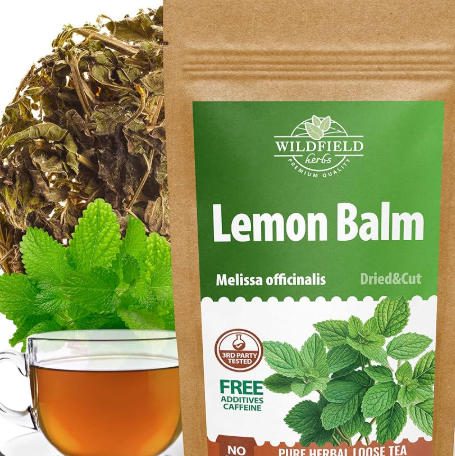 WILDFIELD
herbs
PREMIUM QUALITY
Lemon Balm
Melissa officinalis
Dried&Cut
3RD PARTY
TESTED
FREE
ADDITIVES
CAFFEINE
NO
PURE HERBAL LOOSE TEA